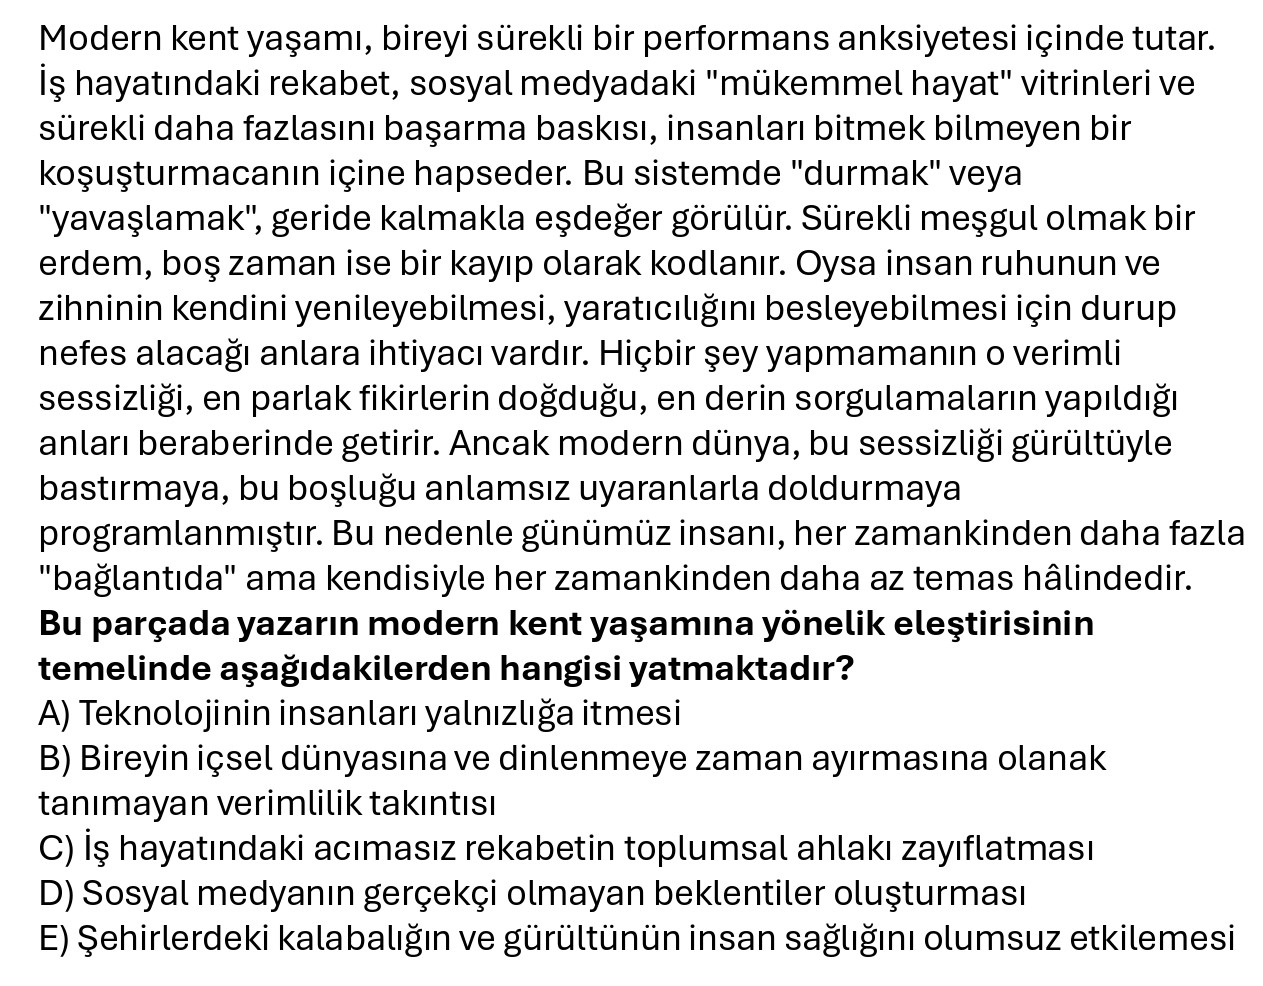 Modern kent yaşamı, bireyi sürekli bir performans anksiyetesi içinde tutar.
İş hayatındaki rekabet, sosyal medyadaki "mükemmel hayat" vitrinleri ve
sürekli daha fazlasını başarma baskısı, insanları bitmek bilmeyen bir
koşuşturmacanın içine hapseder. Bu sistemde "durmak" veya
"yavaşlamak", geride kalmakla eşdeğer görülür. Sürekli meşgul olmak bir
erdem, boş zaman ise bir kayıp olarak kodlanır. Oysa insan ruhunun ve
zihninin kendini yenileyebilmesi, yaratıcılığını besleyebilmesi için durup
nefes alacağı anlara ihtiyacı vardır. Hiçbir şey yapmamanın o verimli
sessizliği, en parlak fikirlerin doğduğu, en derin sorgulamaların yapıldığı
anları beraberinde getirir. Ancak modern dünya, bu sessizliği gürültüyle
bastırmaya, bu boşluğu anlamsız uyaranlarla doldurmaya
programlanmıştır. Bu nedenle günümüz insanı, her zamankinden daha fazla
"bağlantıda" ama kendisiyle her zamankinden daha az temas hâlindedir.
Bu parçada yazarın modern kent yaşamına yönelik eleştirisinin
temelinde aşağıdakilerden hangisi yatmaktadır?
A) Teknolojinin insanları yalnızlığa itmesi
B) Bireyin içsel dünyasına ve dinlenmeye zaman ayırmasına olanak
tanımayan verimlilik takıntısı
C) İş hayatındaki acımasız rekabetin toplumsal ahlakı zayıflatması
D) Sosyal medyanın gerçekçi olmayan beklentiler oluşturması
E) Şehirlerdeki kalabalığın ve gürültünün insan sağlığını olumsuz etkilemesi